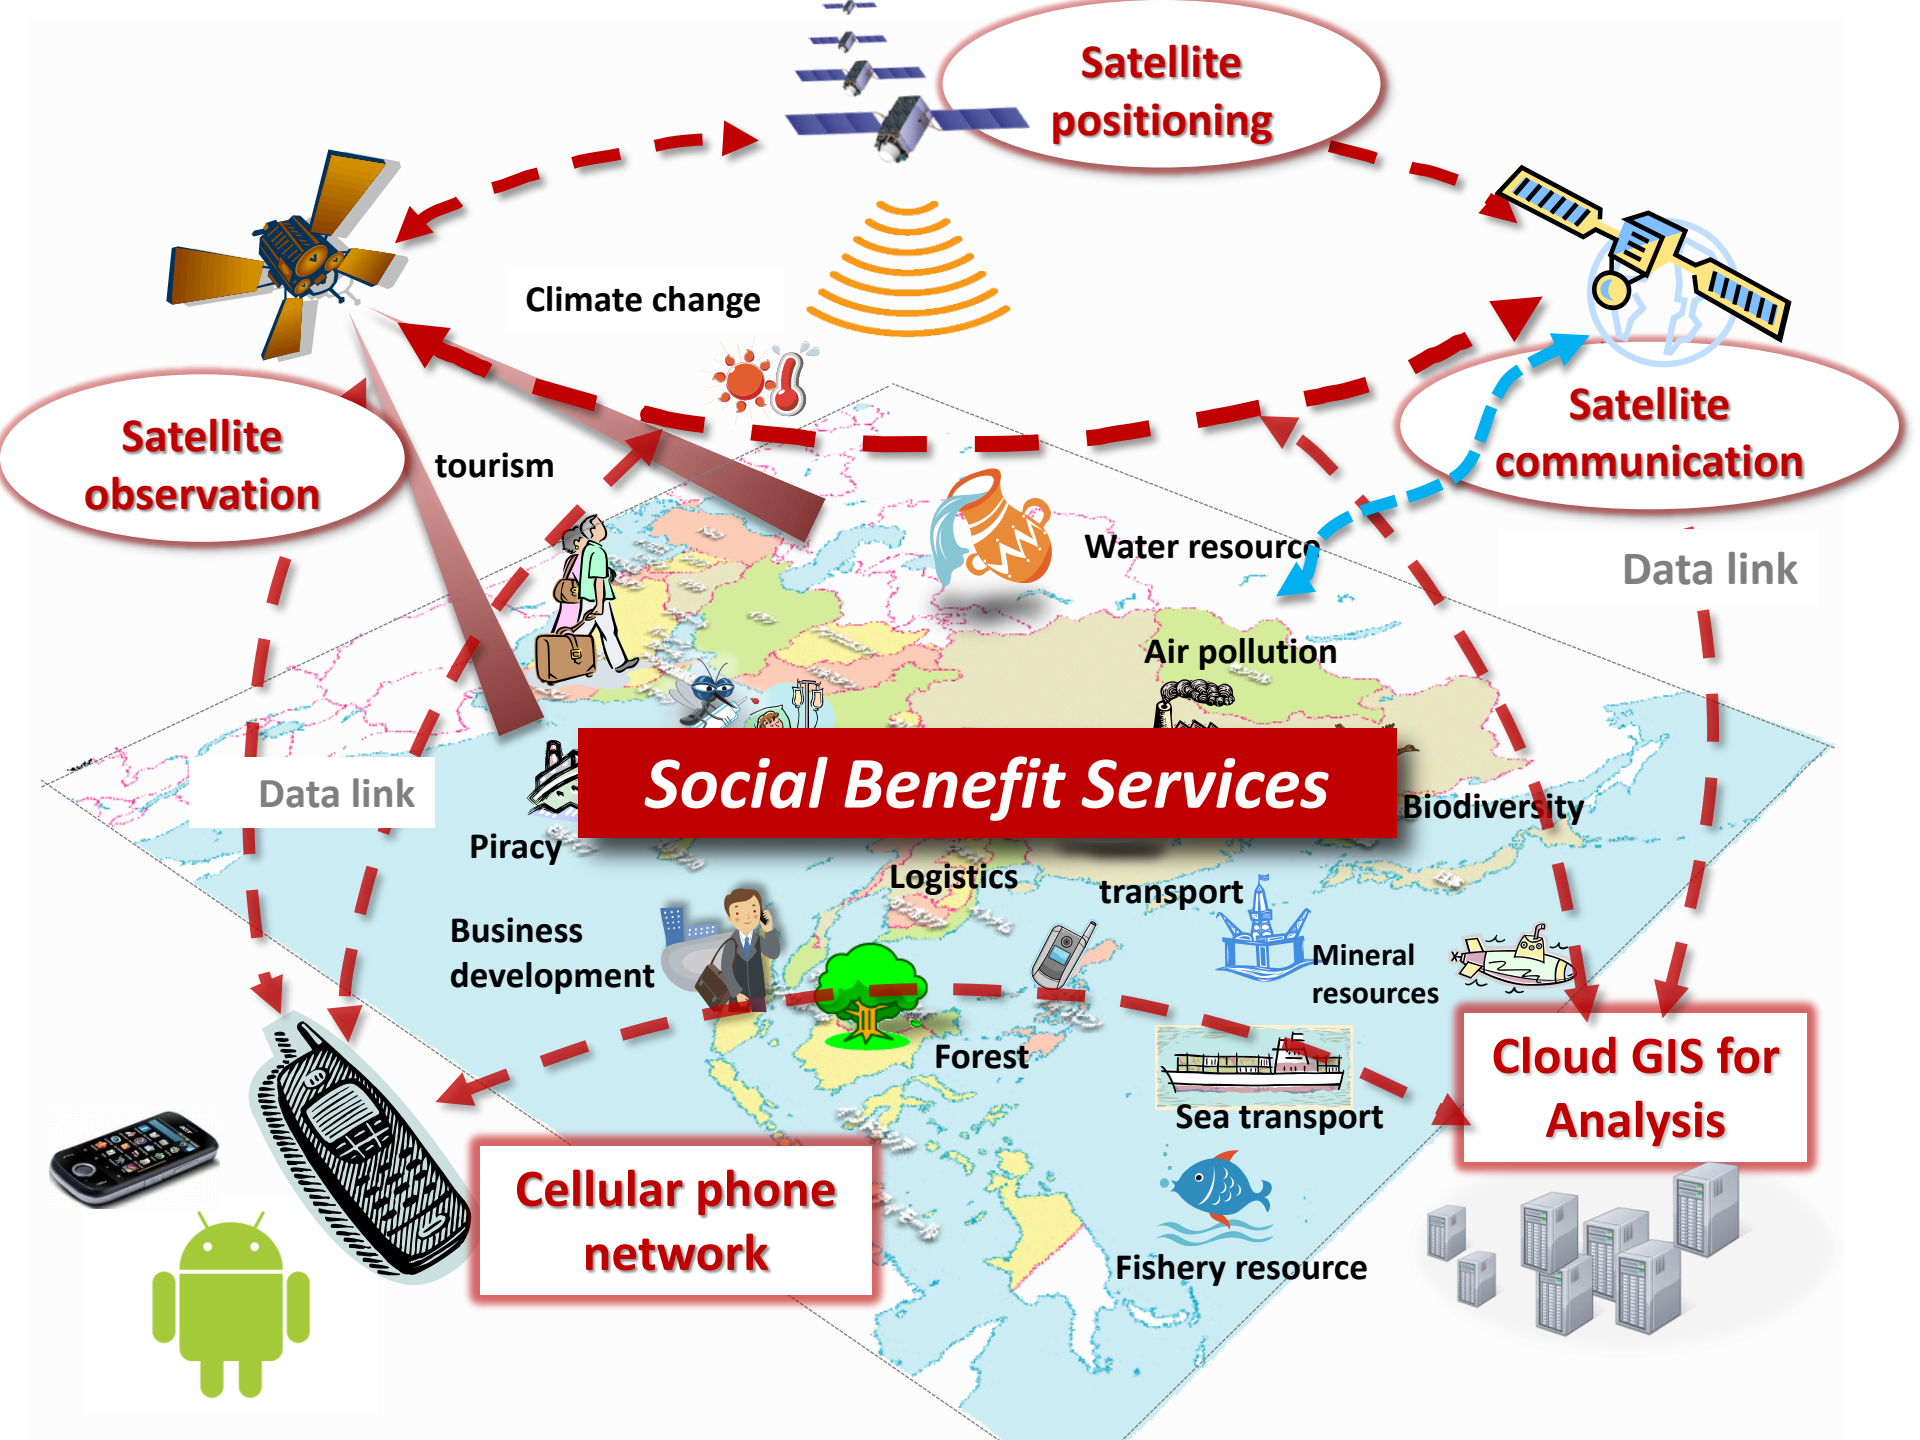 Satellite
positioning
Climate change
Satellite
observation
tourism
Satellite
communication
Water resource
Data link
Air pollution
Social Benefit Services
Data link
Biodiversity
Piracy
Logistics
transport
Business
development
Mineral
resources
Forest
Cloud GIS for
Analysis
Sea transport
Cellular phone
network
Fishery resource